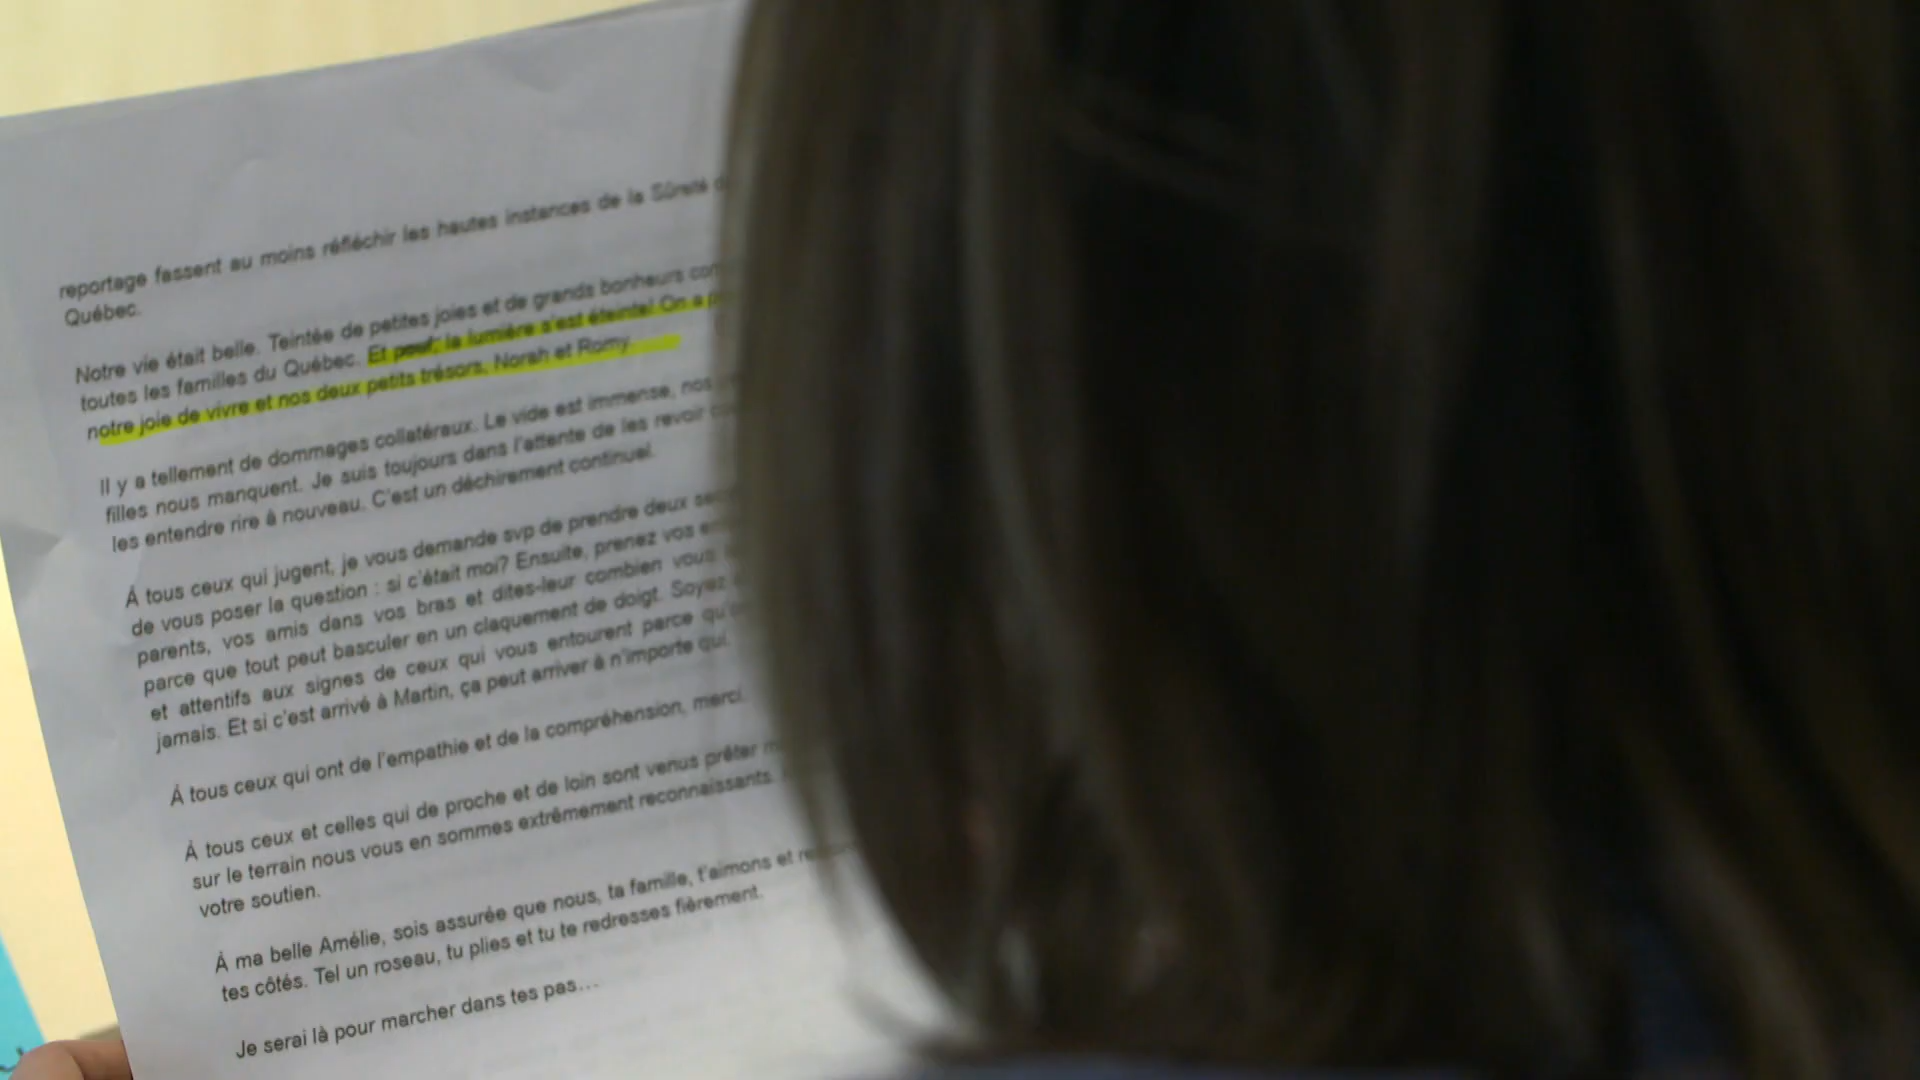 reportage fassent au moins réfléchir les hautes instances de la Sûreté
Québec.
Notre vie était belle. Teintée de petites joies et de grands bonheurs
toutes les familles du Québec. Et pouf; la lumière s'est éteinte! On a
notre joie de vivre et nos deux petits trésors, Norah et Romy.
Il y a tellement de dommages collatéraux. Le vide est immense, nos
filles nous manquent. Je suis toujours dans l'attente de les revoir
les entendre rire à nouveau. C'est un déchirement continuel.
À tous ceux qui jugent, je vous demande svp de prendre deux
de vous poser la question : si c'était moi? Ensuite, prenez vos
parents, vos amis dans vos bras et dites-leur combien vous
parce que tout peut basculer en un claquement de doigt. Soyez
et attentifs aux signes de ceux qui vous entourent parce
jamais. Et si c'est arrivé à Martin, ça peut arriver à n'importe qui.
À tous ceux qui ont de l'empathie et de la compréhension, merci.
À tous ceux et celles qui de proche et de loin sont venus prêter
sur le terrain nous vous en sommes extrêmement reconnaissants.
votre soutien.
À ma belle Amélie, sois assurée que nous, ta famille, t'aimons et
tes côtés. Tel un roseau, tu plies et tu te redresses fièrement.
Je serai là pour marcher dans tes pas…